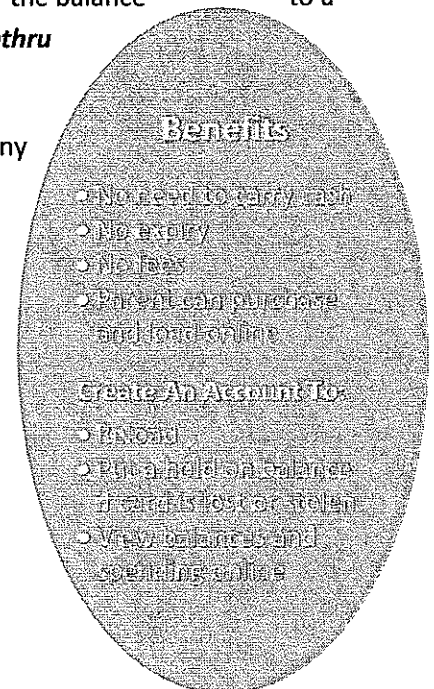 the balance to a
thru
ny
Benefits
• No need to carry cash
• No expiry
• No fees
• Parent can purchase
and load online
Create An Account To:
• Reload
• Put a hold on balance
if card is lost or stolen
• View balances and
spending online